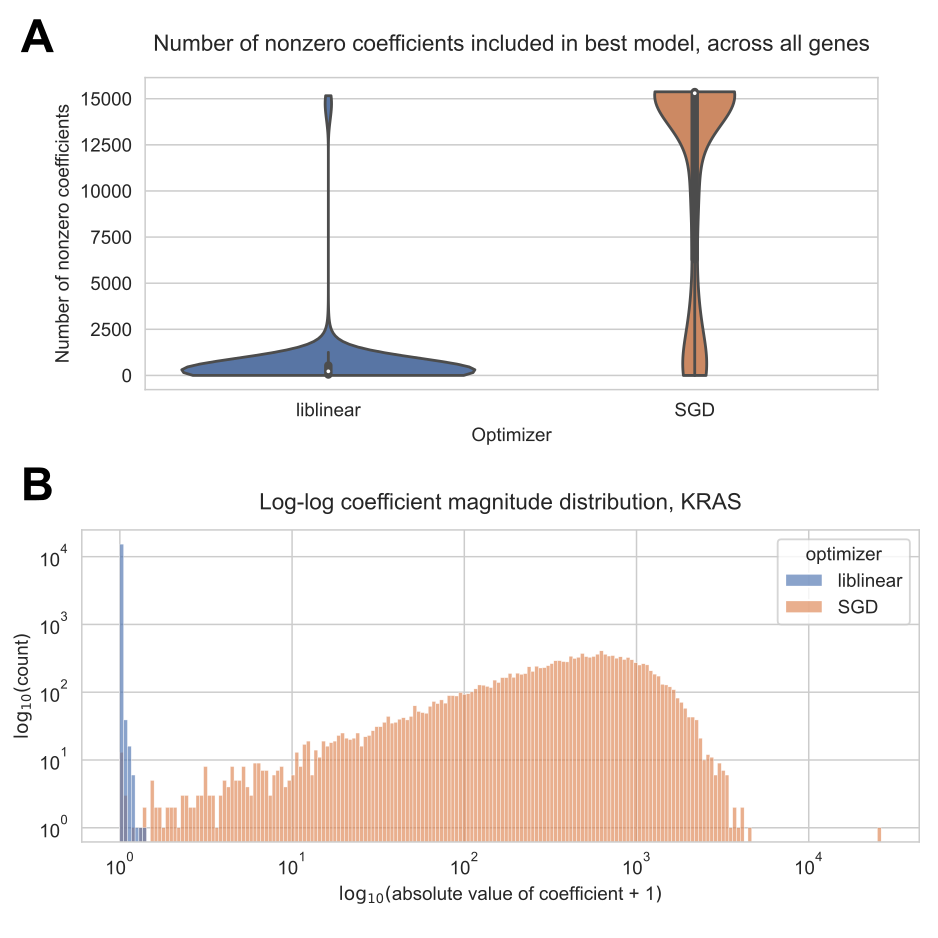 A
Number of nonzero coefficients included in best model, across all genes
Number of nonzero coefficients
15000
12500
10000
7500
5000
2500
0
liblinear
SGD
Optimizer
B
Log-log coefficient magnitude distribution, KRAS
log₁₀(count)
10⁴
10³
10²
10¹
10⁰
optimizer
liblinear
SGD
10⁰ 10¹ 10² 10³ 10⁴
log₁₀(absolute value of coefficient + 1)